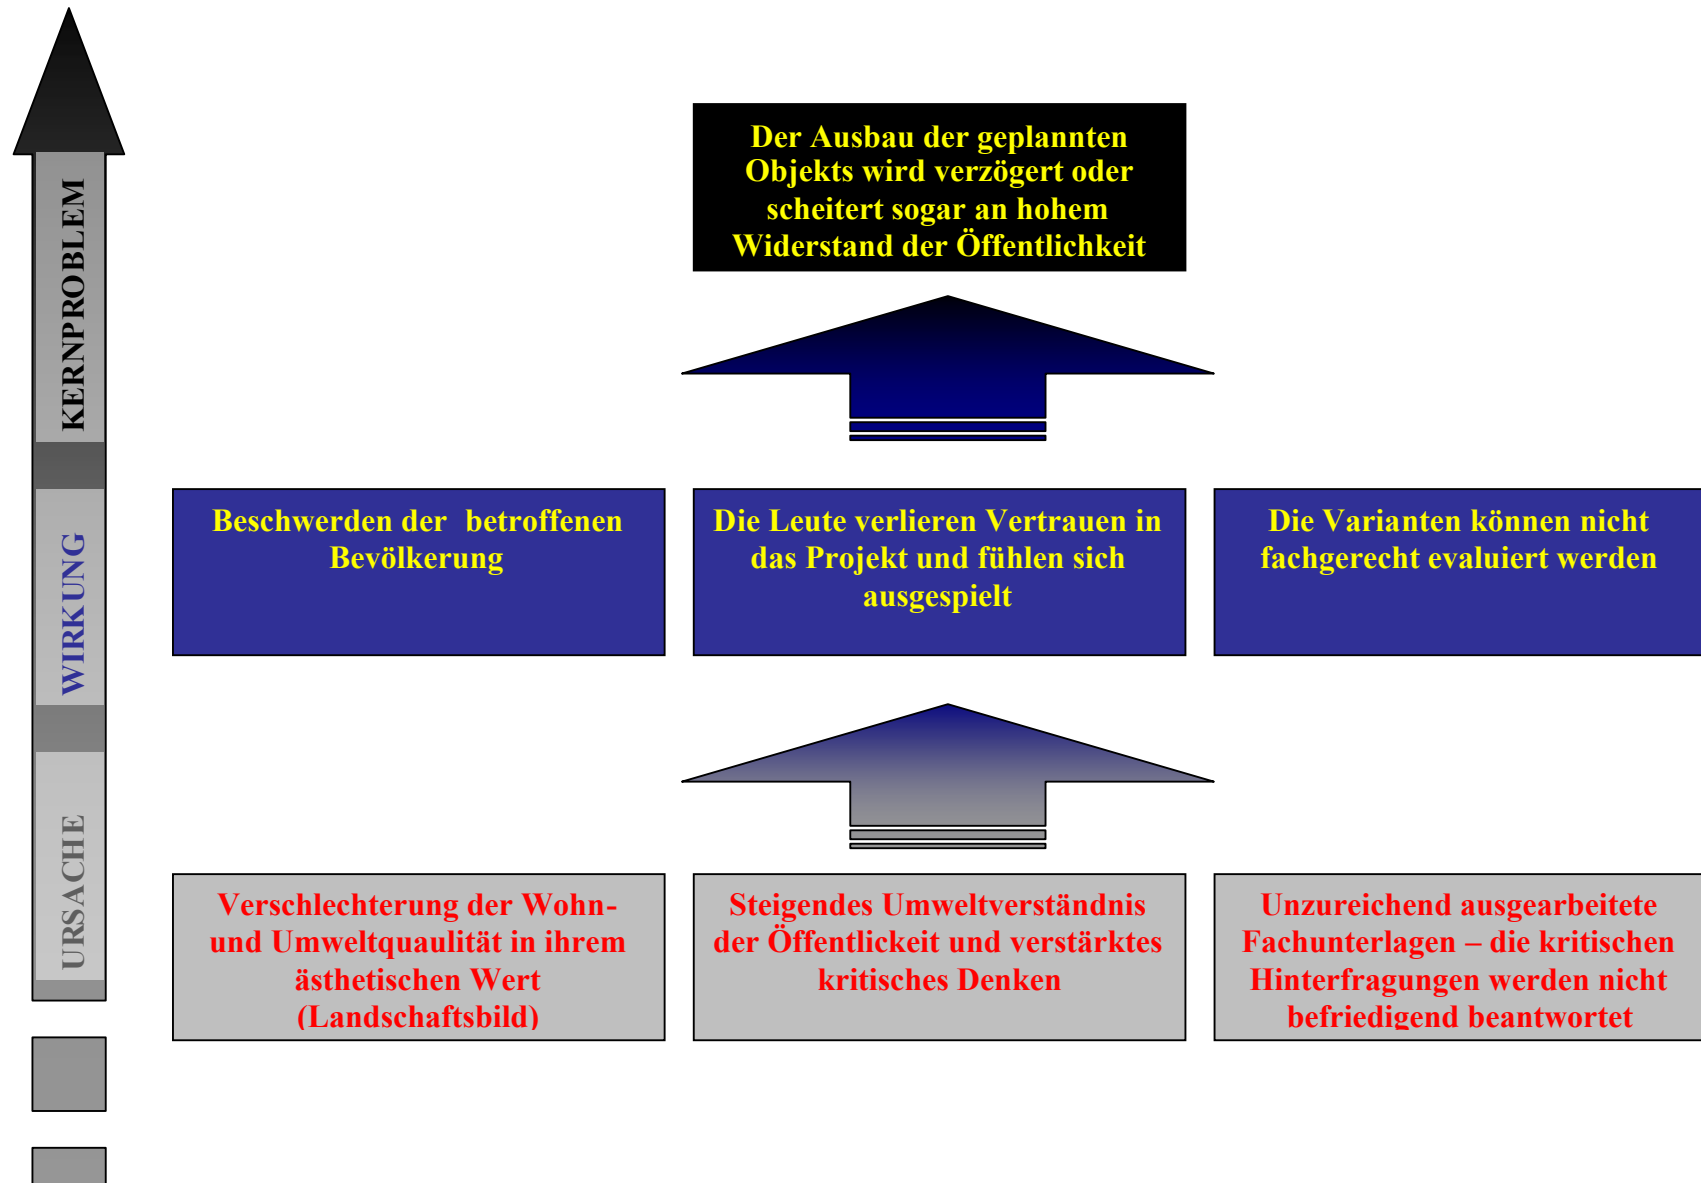 Der Ausbau der geplannten
Objekts wird verzögert oder
scheitert sogar an hohem
Widerstand der Öffentlichkeit
KERNPROBLEM
Beschwerden der betroffenen
Bevölkerung
Die Leute verlieren Vertrauen in
das Projekt und fühlen sich
ausgespielt
Die Varianten können nicht
fachgerecht evaluiert werden
WIRKUNG
Verschlechterung der Wohn-
und Umweltquaulität in ihrem
ästhetischen Wert
(Landschaftsbild)
Steigendes Umweltverständnis
der Öffentlickeit und verstärktes
kritisches Denken
Unzureichend ausgearbeitete
Fachunterlagen – die kritischen
Hinterfragungen werden nicht
befriedigend beantwortet
URSACHE